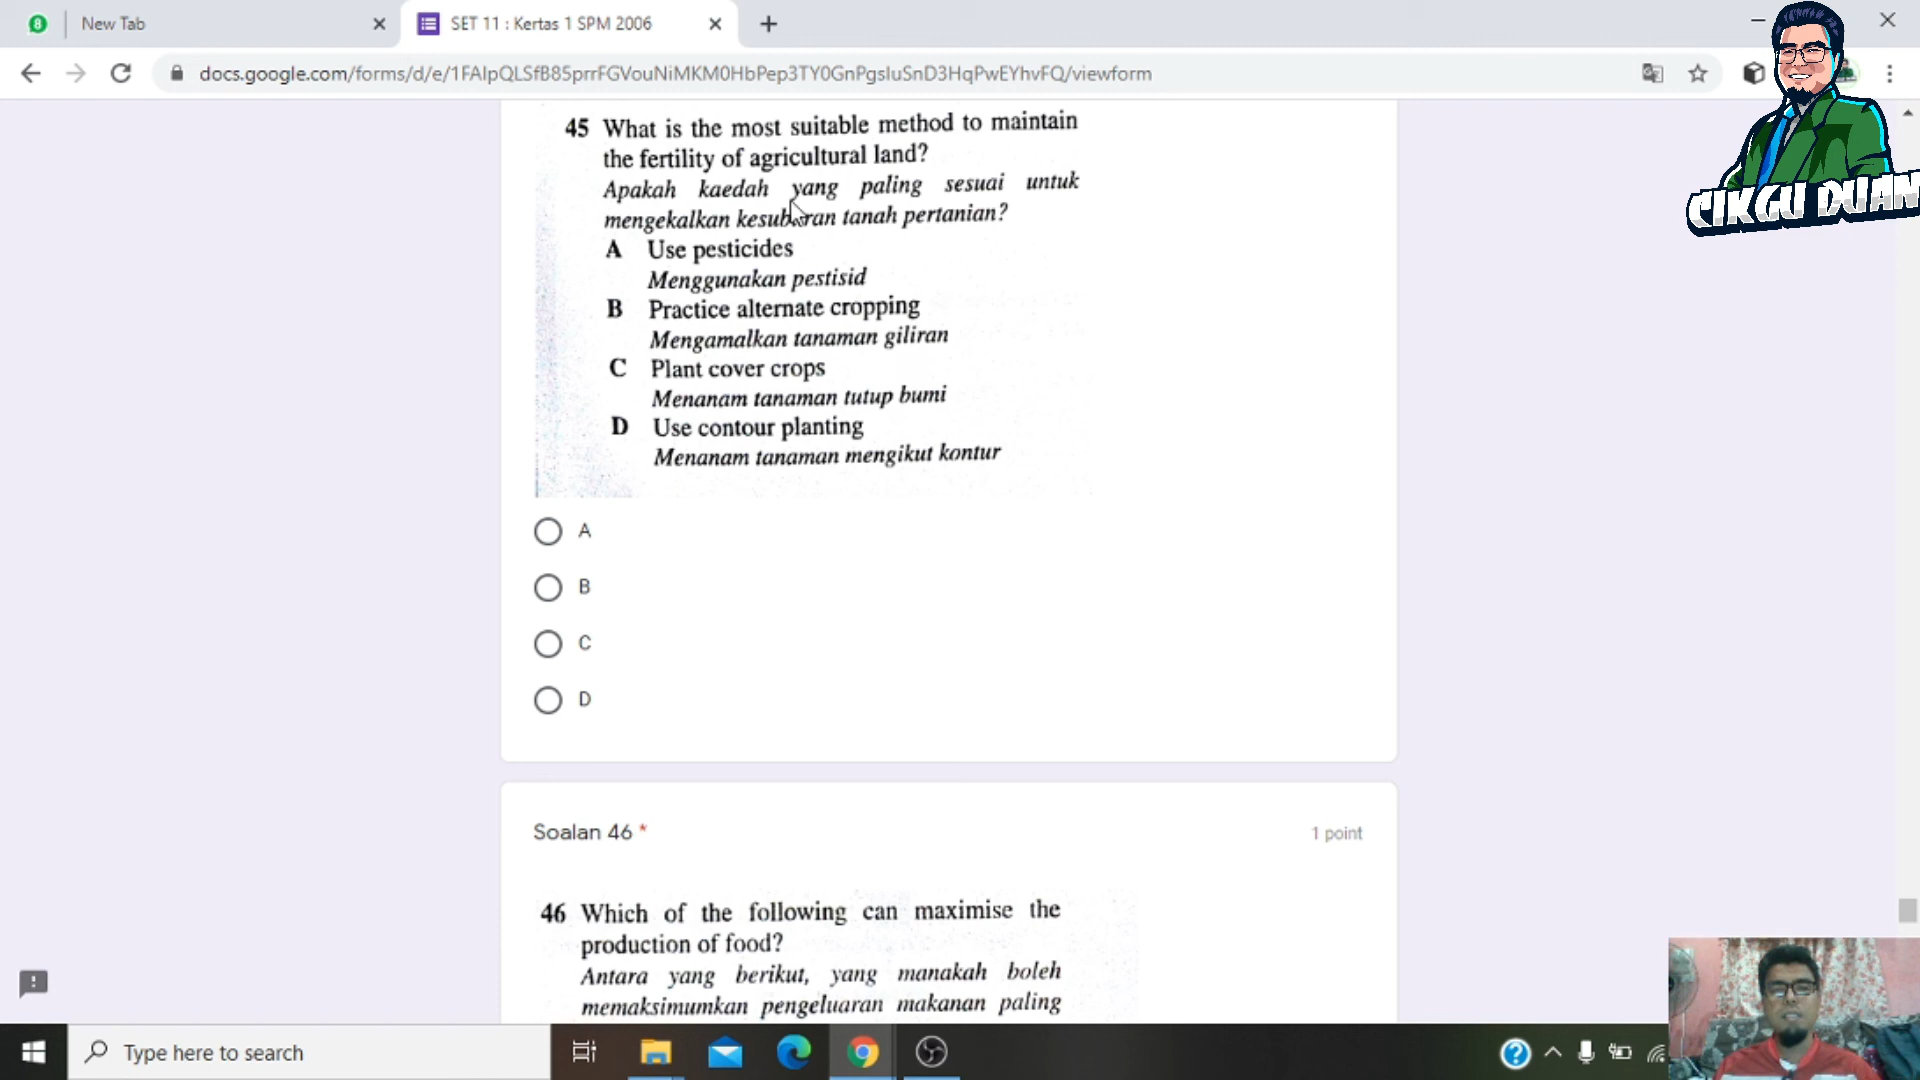 8
New Tab
SET 11 : Kertas 1 SPM 2006
docs.google.com/forms/d/e/1FAIpQLSfB85prrFGVouNiMKM0HbPep3TY0GnPgsIuSnD3HqPwEYhvFQ/viewform
CIKGU DUAN
45 What is the most suitable method to maintain
the fertility of agricultural land?
Apakah kaedah yang paling sesuai untuk
mengekalkan kesuburan tanah pertanian?
A Use pesticides
Menggunakan pestisid
B Practice alternate cropping
Mengamalkan tanaman giliran
C Plant cover crops
Menanam tanaman tutup bumi
D Use contour planting
Menanam tanaman mengikut kontur
A
B
C
D
Soalan 46 *
1 point
46 Which of the following can maximise the
production of food?
Antara yang berikut, yang manakah boleh
memaksimumkan pengeluaran makanan paling
Type here to search